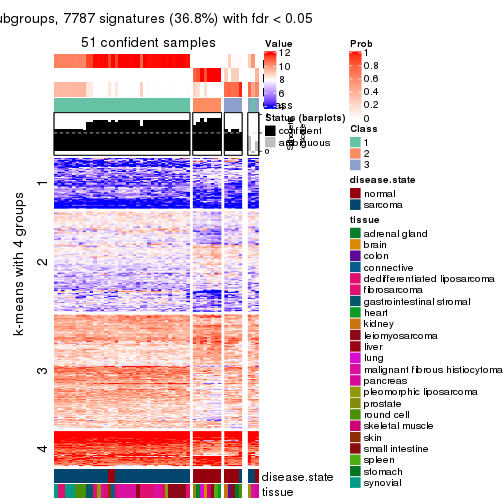 ubgroups, 7787 signatures (36.8%) with fdr < 0.05
51 confident samples
k-means with 4 groups
1
2
3
4
disease.state
tissue
Value
12
10
8
6
Status (barplots)
confident
ambiguous
0
Prob
1
0.8
0.6
0.4
0.2
0
Class
1
2
3
disease.state
normal
sarcoma
tissue
adrenal gland
brain
colon
connective
dedifferentiated liposarcoma
fibrosarcoma
gastrointestinal stromal
heart
kidney
leiomyosarcoma
liver
lung
malignant fibrous histiocytoma
pancreas
pleomorphic liposarcoma
prostate
round cell
skeletal muscle
skin
small intestine
spleen
stomach
synovial